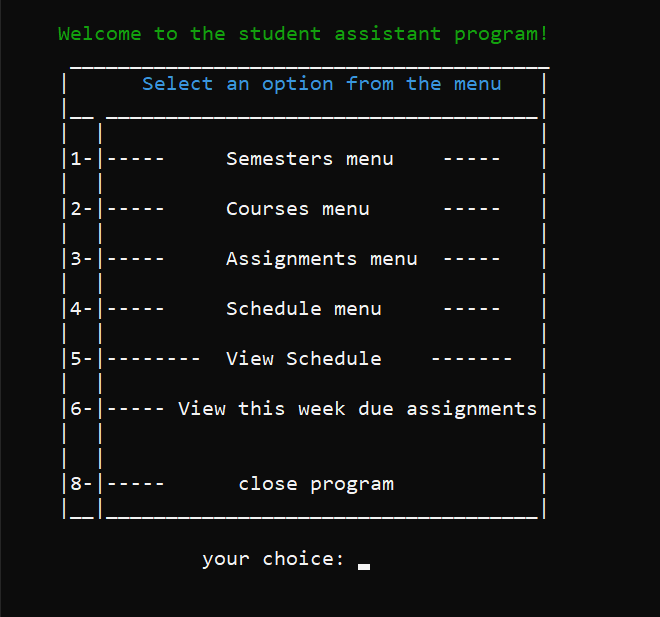 Welcome to the student assistant program!
Select an option from the menu
1-|----- Semesters menu -----
2-|----- Courses menu -----
3-|----- Assignments menu -----
4-|----- Schedule menu -----
5-|-------- View Schedule -------
6-|----- View this week due assignments|
8-|----- close program
your choice: